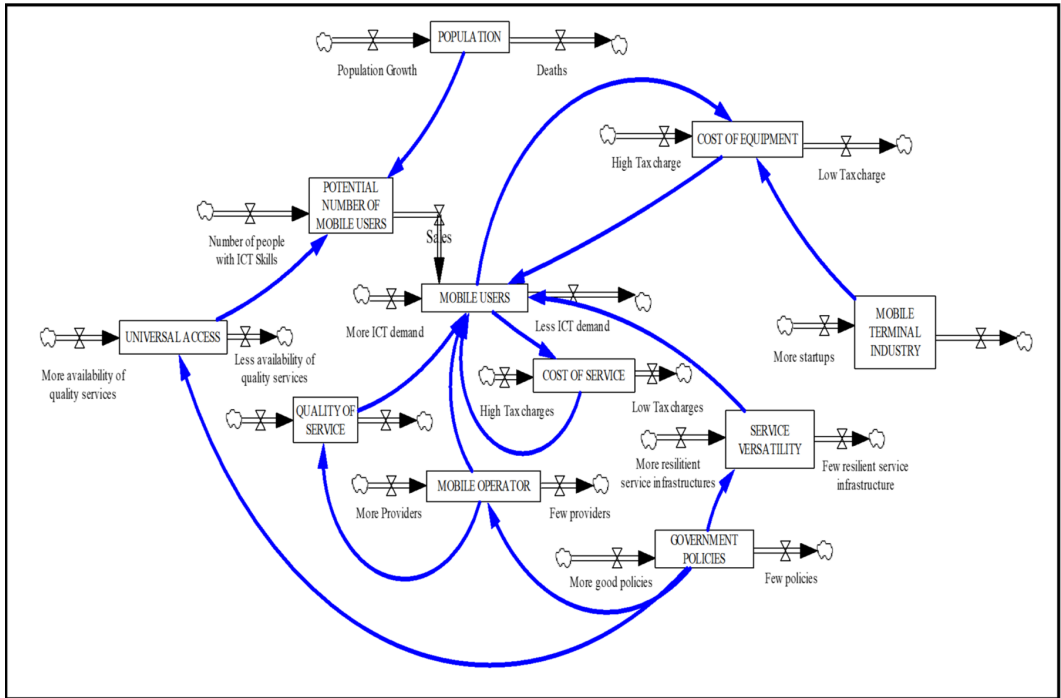 POPULATION
Population Growth
Deaths
COST OF EQUIPMENT
High Tax charge
Low Tax charge
POTENTIAL
NUMBER OF
MOBILE USERS
Number of people
with ICT Skills
Sales
MOBILE USERS
More ICT demand
Less ICT demand
MOBILE
TERMINAL
INDUSTRY
More startups
UNIVERSAL ACCESS
More availability of
quality services
Less availability of
quality services
COST OF SERVICE
High Tax charges
Low Tax charges
QUALITY OF
SERVICE
SERVICE
VERSATILITY
More resilitient
service infrastructures
Few resilient service
infrastructure
MOBILE OPERATOR
More Providers
Few providers
GOVERNMENT
POLICIES
More good policies
Few policies